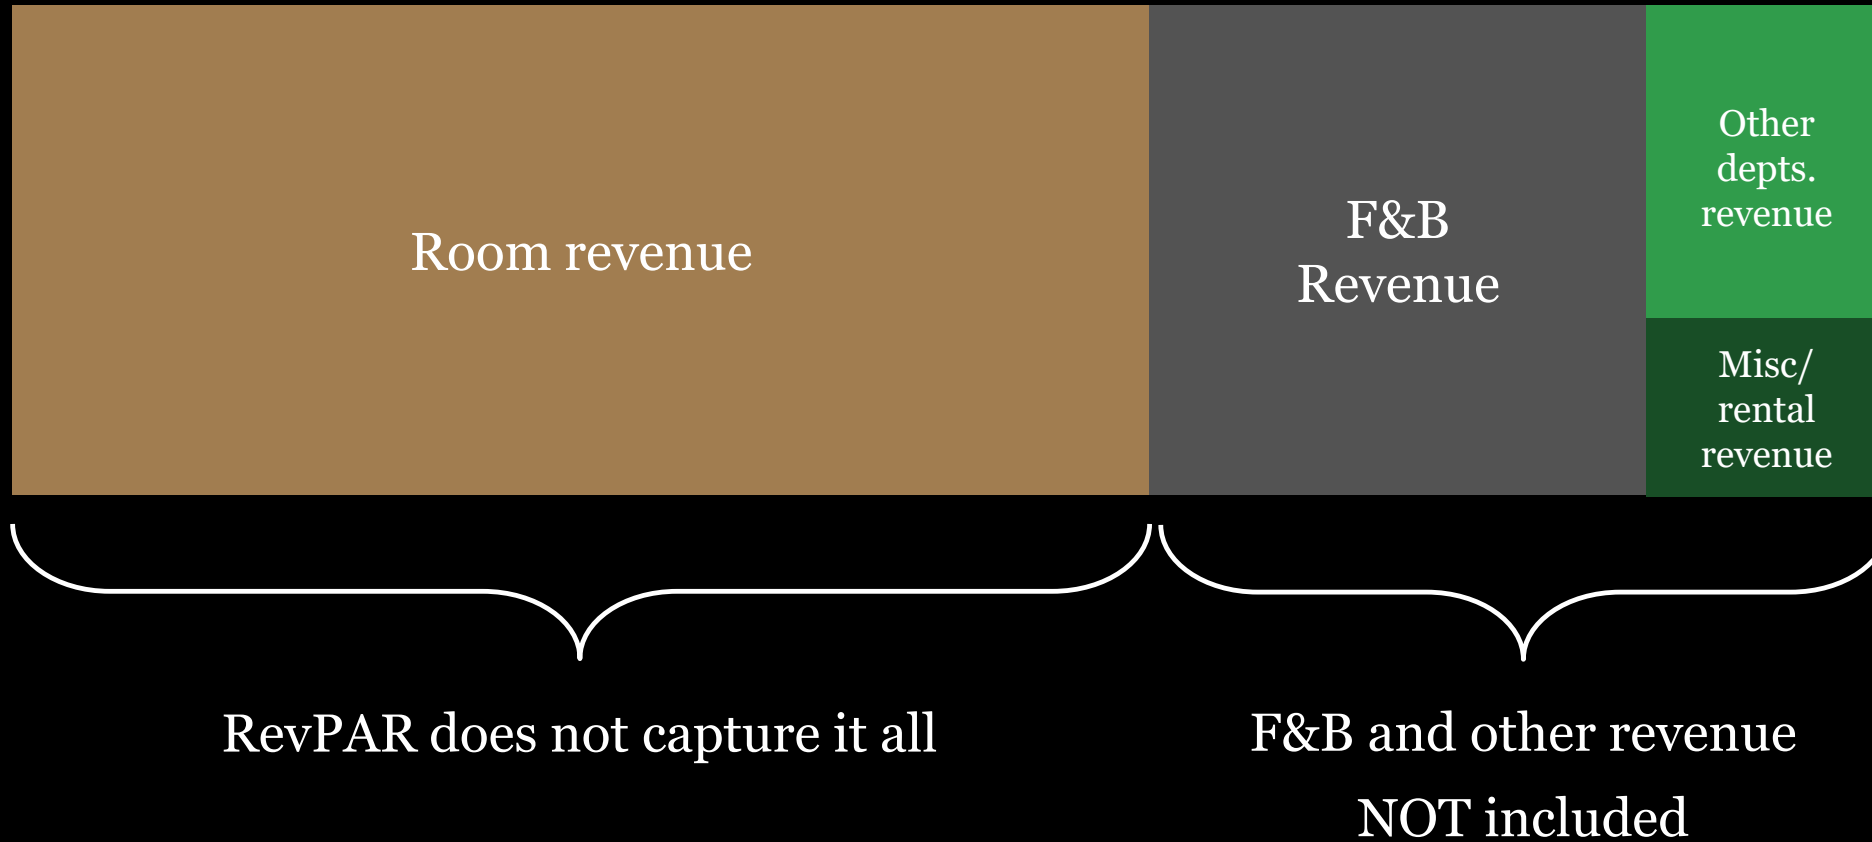 Room revenue
F&B
Revenue
Other
depts.
revenue
Misc/
rental
revenue
RevPAR does not capture it all
F&B and other revenue
NOT included